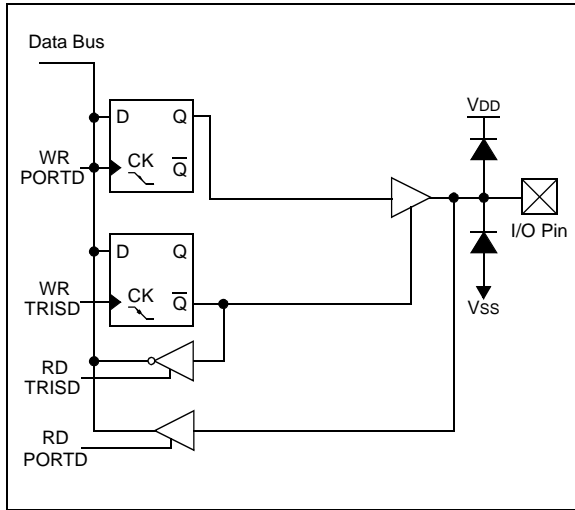 Data Bus
D Q
WR
PORTD
CK
Q
VDD
I/O Pin
D Q
WR
TRISD
CK
Q
VSS
RD
TRISD
RD
PORTD